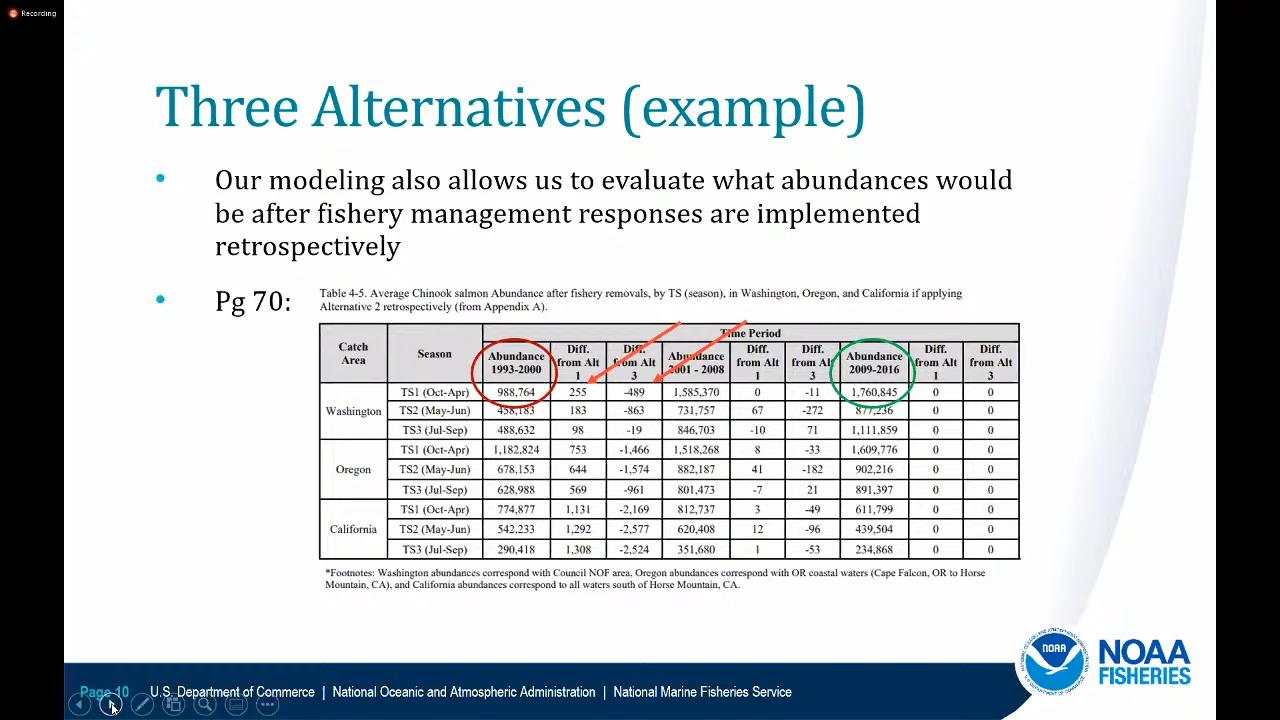 Recording
Three Alternatives (example)
• Our modeling also allows us to evaluate what abundances would
be after fishery management responses are implemented
retrospectively
• Pg 70:
Table 4-5. Average Chinook salmon Abundance after fishery removals, by TS (season), in Washington, Oregon, and California if applying
Alternative 2 retrospectively (from Appendix A).
Catch Area Season Time Period
Abundance 1993-2000 Diff. from Alt 1 Diff. from Alt 3 Abundance 2001 - 2008 Diff. from Alt 1 Diff. from Alt 3 Abundance 2009-2016 Diff. from Alt 1 Diff. from Alt 3
Washington TS1 (Oct-Apr) 988,764 255 -489 1,585,370 0 -11 1,760,845 0 0
TS2 (May-Jun) 458,183 183 -863 731,757 67 -272 877,236 0 0
TS3 (Jul-Sep) 488,632 98 -19 846,703 -10 71 1,111,859 0 0
Oregon TS1 (Oct-Apr) 1,182,824 753 -1,466 1,518,268 8 -33 1,609,776 0 0
TS2 (May-Jun) 678,153 644 -1,574 882,187 41 -182 902,216 0 0
TS3 (Jul-Sep) 628,988 569 -961 801,473 -7 21 891,397 0 0
California TS1 (Oct-Apr) 774,877 1,131 -2,169 812,737 3 -49 611,799 0 0
TS2 (May-Jun) 542,233 1,292 -2,577 620,408 12 -96 439,504 0 0
TS3 (Jul-Sep) 290,418 1,308 -2,524 351,680 1 -53 234,868 0 0
*Footnotes: Washington abundances correspond with Council NOF area, Oregon abundances correspond with OR coastal waters (Cape Falcon, OR to Horse
Mountain, CA), and California abundances correspond to all waters south of Horse Mountain, CA.
NOAA
NOAA
FISHERIES
Page 10 U.S. Department of Commerce | National Oceanic and Atmospheric Administration | National Marine Fisheries Service